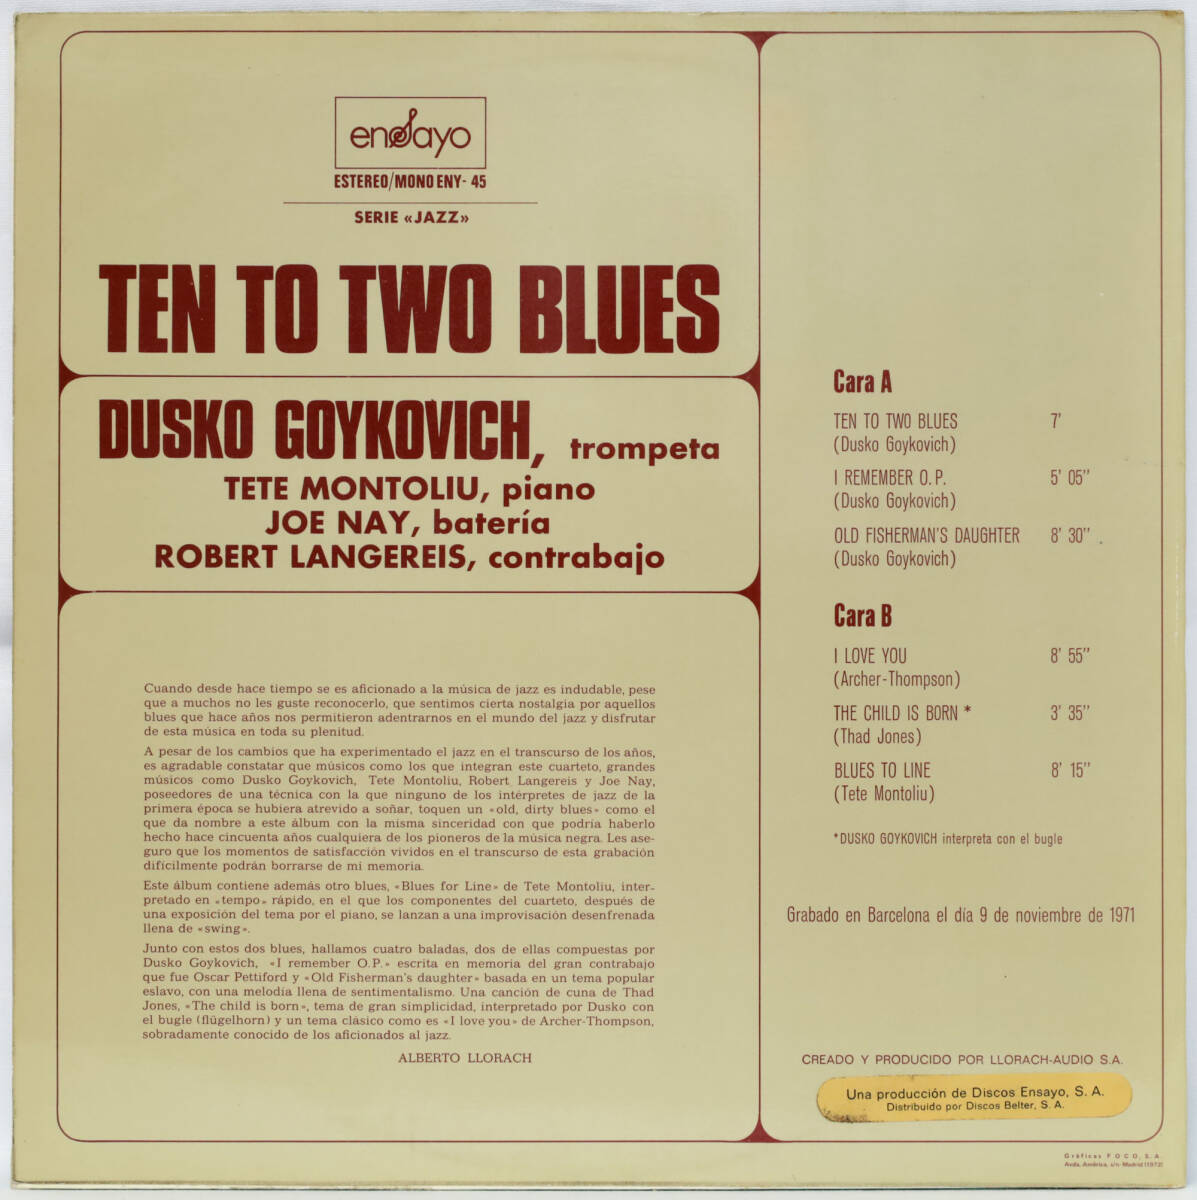 ensayo
ESTEREO/MONO ENY- 45
SERIE «JAZZ»
TEN TO TWO BLUES
DUSKO GOYKOVICH, trompeta
TETE MONTOLIU, piano
JOE NAY, batería
ROBERT LANGEREIS, contrabajo
Cuando desde hace tiempo se es aficionado a la música de jazz es indudable, pese
que a muchos no les guste reconocerlo, que sentimos cierta nostalgia por aquellos
blues que hace años nos permitieron adentrarnos en el mundo del jazz y disfrutar
de esta música en toda su plenitud.
A pesar de los cambios que ha experimentado el jazz en el transcurso de los años,
es agradable constatar que músicos como los que integran este cuarteto, grandes
músicos como Dusko Goykovich, Tete Montoliu, Robert Langereis y Joe Nay,
poseedores de una técnica con la que ninguno de los intérpretes de jazz de la
primera época se hubiera atrevido a soñar, toquen un «old, dirty blues» como el
que da nombre a este álbum con la misma sinceridad con que podría haberlo
hecho hace cincuenta años cualquiera de los pioneros de la música negra. Les ase-
guro que los momentos de satisfacción vividos en el transcurso de esta grabación
difícilmente podrán borrarse de mi memoria.
Este álbum contiene además otro blues, «Blues for Line» de Tete Montoliu, inter-
pretado en «tempo» rápido, en el que los componentes del cuarteto, después de
una exposición del tema por el piano, se lanzan a una improvisación desenfrenada
llena de «swing».
Junto con estos dos blues, hallamos cuatro baladas, dos de ellas compuestas por
Dusko Goykovich, «I remember O.P.» escrita en memoria del gran contrabajo
que fue Oscar Pettiford y «Old Fisherman's daughter» basada en un tema popular
eslavo, con una melodía llena de sentimentalismo. Una canción de cuna de Thad
Jones, «The child is born», tema de gran simplicidad, interpretado por Dusko con
el bugle (flügelhorn) y un tema clásico como es «I love you» de Archer-Thompson,
sobradamente conocido de los aficionados al jazz.
ALBERTO LLORACH
Cara A
TEN TO TWO BLUES 7'
(Dusko Goykovich)
I REMEMBER O.P. 5' 05"
(Dusko Goykovich)
OLD FISHERMAN'S DAUGHTER 8' 30"
(Dusko Goykovich)
Cara B
I LOVE YOU 8' 55"
(Archer-Thompson)
THE CHILD IS BORN * 3' 35"
(Thad Jones)
BLUES TO LINE 8' 15"
(Tete Montoliu)
*DUSKO GOYKOVICH interpreta con el bugle
Grabado en Barcelona el día 9 de noviembre de 1971
CREADO Y PRODUCIDO POR LLORACH-AUDIO S.A.
Una producción de Discos Ensayo, S. A.
Distribuido por Discos Belter, S. A.
Gráficas FOCO, S.A.
Avda. América, s/n- Madrid (1972)